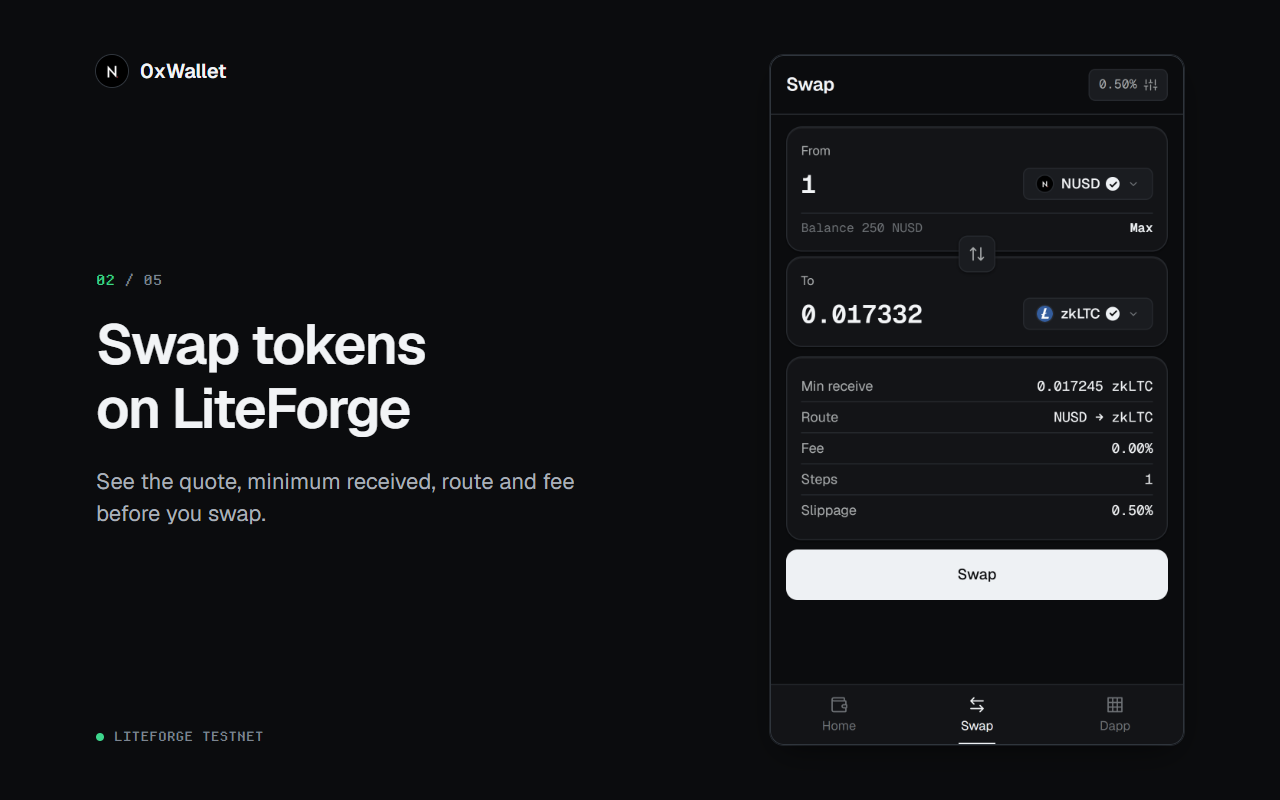 N
0xWallet
02 / 05
Swap tokens
on LiteForge
See the quote, minimum received, route and fee
before you swap.
LITEFORGE TESTNET
Swap
0.50%
From
1
N
NUSD
Balance 250 NUSD
Max
To
0.017332
Ł
zkLTC
Min receive
0.017245 zkLTC
Route
NUSD → zkLTC
Fee
0.00%
Steps
1
Slippage
0.50%
Swap
Home
Swap
Dapp